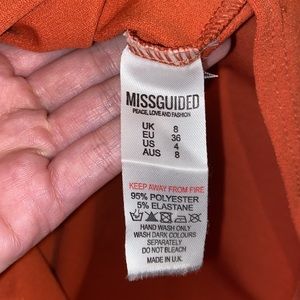 MISSGUIDED
PEACE, LOVE AND FASHION
UK 8
EU 36
US 4
AUS 8
KEEP AWAY FROM FIRE
95% POLYESTER
5% ELASTANE
HAND WASH ONLY
WASH DARK COLOURS
SEPARATELY
DO NOT BLEACH
MADE IN U.K.